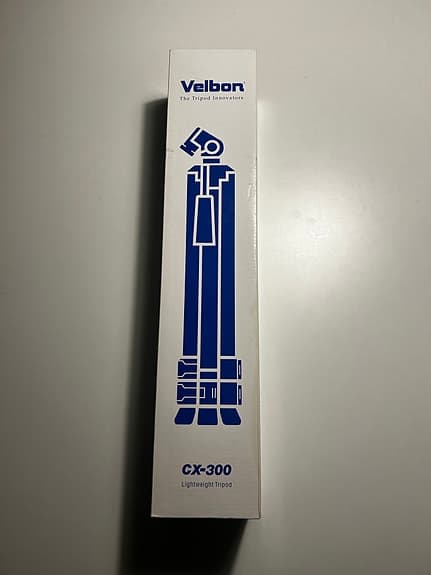 Velbon
The Tripod Innovators
CX-300
Lightweight Tripod